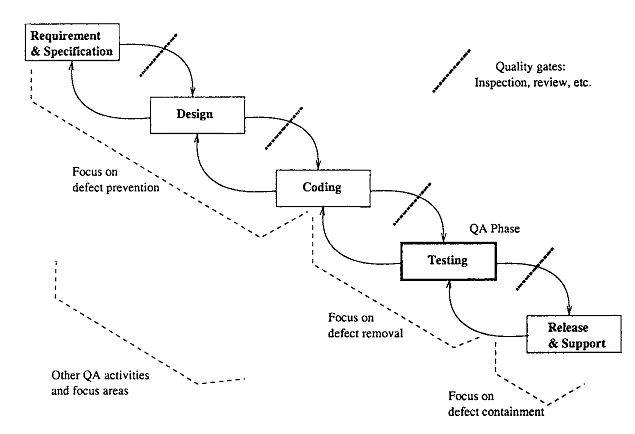 Requirement
& Specification
Quality gates:
Inspection, review, etc.
Design
Focus on
defect prevention
Coding
QA Phase
Testing
Focus on
defect removal
Release
& Support
Other QA activities
and focus areas
Focus on
defect containment